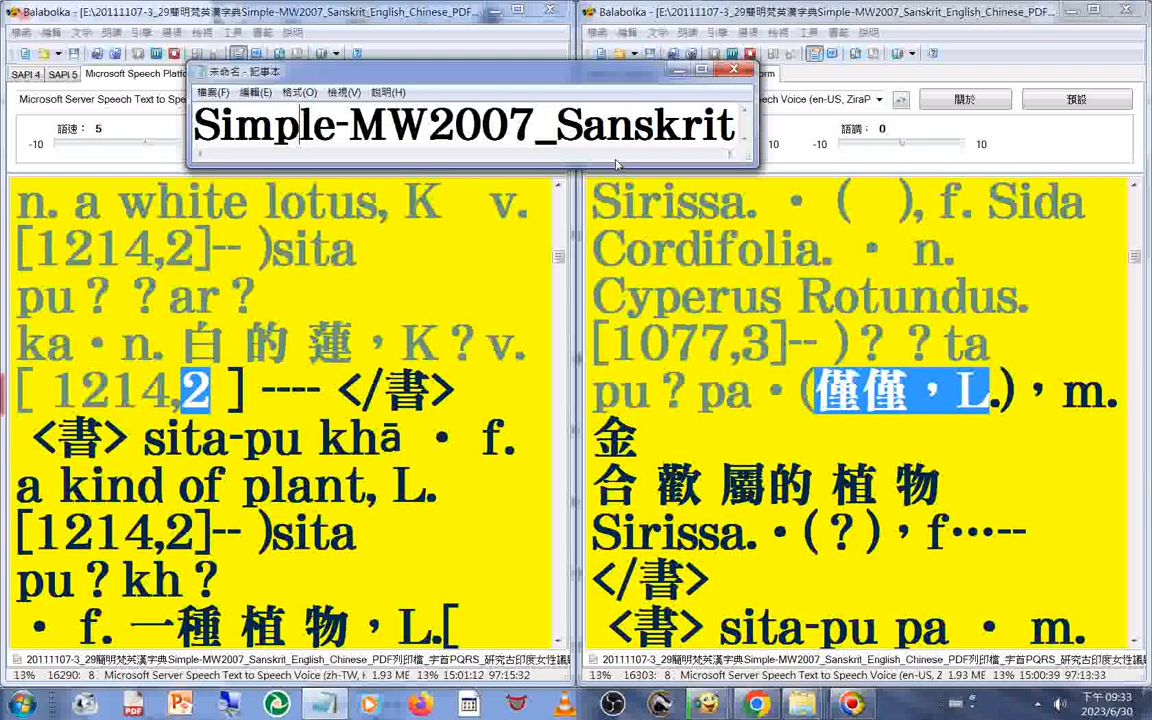 Balabolka - [E:\20111107-3_29簡明梵英漢字典Simple-MW2007_Sanskrit_English_Chinese_PDF...
Balabolka - [E:\20111107-3_29簡明梵英漢字典Simple-MW2007_Sanskrit_English_Chinese_PDF...
SAPI 4
SAPI 5
Microsoft Speech Platf
Microsoft Server Speech Text to Spe
語速： 5
-10
未命名 - 記事本
檔案(F) 編輯(E) 格式(O) 檢視(V) 說明(H)
Simple-MW2007_Sanskrit
ech Voice (en-US, ZiraP
關於
預設
語調： 0
10
-10
10
n. a white lotus, K v.
[1214,2]-- )sita
pu？？ar？
ka·n. 白 的 蓮，K？v.
[ 1214,2 ] ---- </書>
<書> sita-pu khā · f.
a kind of plant, L.
[1214,2]-- )sita
pu？kh？
· f. 一種 植 物，L.[
Sirissa. · ( ), f. Sida
Cordifolia. · n.
Cyperus Rotundus.
[1077,3]-- )？？ta
pu？pa·(僅僅，L.)，m.
金
合 歡 屬的 植 物
Sirissa.·(？)，f…--
</書>
<書> sita-pu pa · m.
13% 16290: 8 Microsoft Server Speech Text to Speech Voice (zh-TW, H 1.93 MB 15:01:12 97:15:32
13% 16303: 8 Microsoft Server Speech Text to Speech Voice (en-US, Z 1.93 MB 15:00:39 97:13:33
下午 09:33
2023/6/30